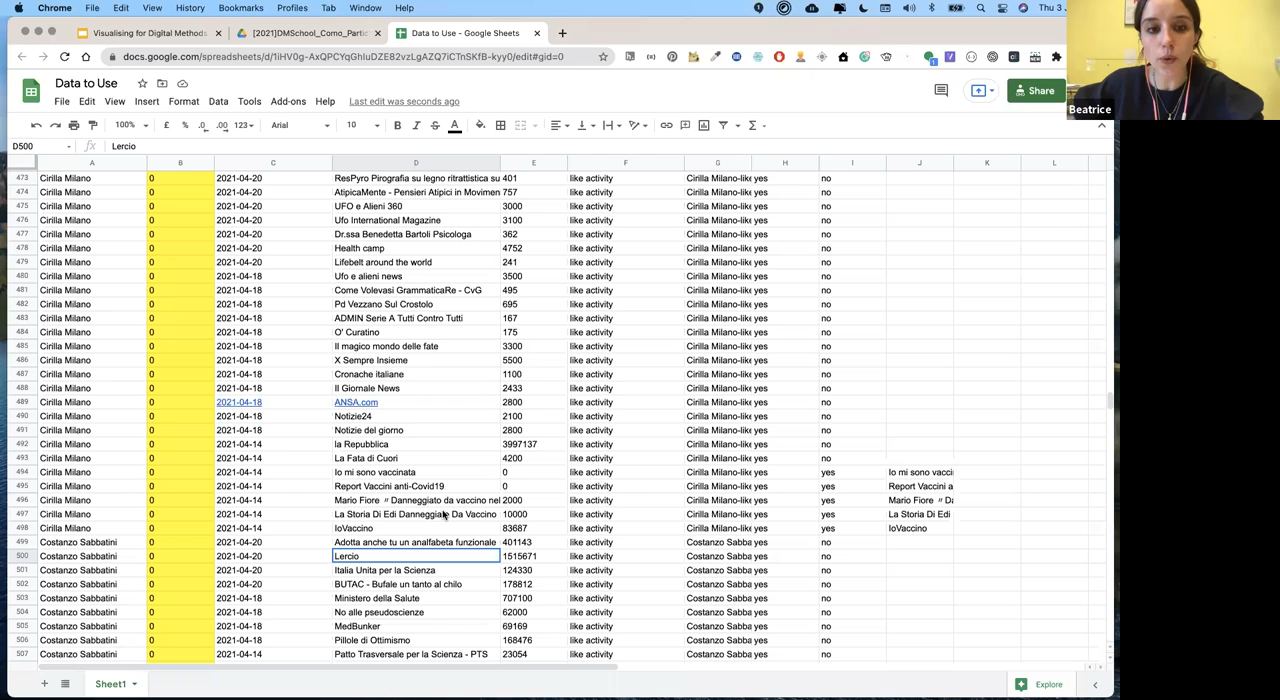 Chrome File Edit View History Bookmarks Profiles Tab Window Help Thu 3
Visualising for Digital Methods [2021]DMSchool_Como_Partic Data to Use - Google Sheets
docs.google.com/spreadsheets/d/1iHV0g-AxQPCYqGhIuDZE82vzLgAZQ7iCTnSKfB-kyy0/edit#gid=0
Data to Use
File Edit View Insert Format Data Tools Add-ons Help Last edit was seconds ago
Share
Beatrice
100% £ % .0 .00 123 Arial 10 B I S A
D500 fx Lercio
A B C D E F G H I J K L
473 Cirilla Milano 0 2021-04-20 ResPyro Pirografia su legno ritrattistica su 401 like activity Cirilla Milano-like yes no
474 Cirilla Milano 0 2021-04-20 AtipicaMente - Pensieri Atipici in Movimen 757 like activity Cirilla Milano-like yes no
475 Cirilla Milano 0 2021-04-20 UFO e Alieni 360 3000 like activity Cirilla Milano-like yes no
476 Cirilla Milano 0 2021-04-20 Ufo International Magazine 3100 like activity Cirilla Milano-like yes no
477 Cirilla Milano 0 2021-04-20 Dr.ssa Benedetta Bartoli Psicologa 362 like activity Cirilla Milano-like yes no
478 Cirilla Milano 0 2021-04-20 Health camp 4752 like activity Cirilla Milano-like yes no
479 Cirilla Milano 0 2021-04-20 Lifebelt around the world 241 like activity Cirilla Milano-like yes no
480 Cirilla Milano 0 2021-04-18 Ufo e alieni news 3500 like activity Cirilla Milano-like yes no
481 Cirilla Milano 0 2021-04-18 Come Volevasi GrammaticaRe - CvG 495 like activity Cirilla Milano-like yes no
482 Cirilla Milano 0 2021-04-18 Pd Vezzano Sul Crostolo 695 like activity Cirilla Milano-like yes no
483 Cirilla Milano 0 2021-04-18 ADMIN Serie A Tutti Contro Tutti 167 like activity Cirilla Milano-like yes no
484 Cirilla Milano 0 2021-04-18 O' Curatino 175 like activity Cirilla Milano-like yes no
485 Cirilla Milano 0 2021-04-18 Il magico mondo delle fate 3300 like activity Cirilla Milano-like yes no
486 Cirilla Milano 0 2021-04-18 X Sempre Insieme 5500 like activity Cirilla Milano-like yes no
487 Cirilla Milano 0 2021-04-18 Cronache italiane 1100 like activity Cirilla Milano-like yes no
488 Cirilla Milano 0 2021-04-18 Il Giornale News 2433 like activity Cirilla Milano-like yes no
489 Cirilla Milano 0 2021-04-18 ANSA.com 2800 like activity Cirilla Milano-like yes no
490 Cirilla Milano 0 2021-04-18 Notizie24 2100 like activity Cirilla Milano-like yes no
491 Cirilla Milano 0 2021-04-18 Notizie del giorno 2800 like activity Cirilla Milano-like yes no
492 Cirilla Milano 0 2021-04-14 la Repubblica 3997137 like activity Cirilla Milano-like yes no
493 Cirilla Milano 0 2021-04-14 La Fata di Cuori 4200 like activity Cirilla Milano-like yes no
494 Cirilla Milano 0 2021-04-14 Io mi sono vaccinata 0 like activity Cirilla Milano-like yes yes Io mi sono vacci
495 Cirilla Milano 0 2021-04-14 Report Vaccini anti-Covid19 0 like activity Cirilla Milano-like yes yes Report Vaccini a
496 Cirilla Milano 0 2021-04-14 Mario Fiore 〃Danneggiato da vaccino nel 2000 like activity Cirilla Milano-like yes yes Mario Fiore 〃Da
497 Cirilla Milano 0 2021-04-14 La Storia Di Edi Danneggiato Da Vaccino 10000 like activity Cirilla Milano-like yes yes La Storia Di Edi
498 Cirilla Milano 0 2021-04-14 IoVaccino 83687 like activity Cirilla Milano-like yes yes IoVaccino
499 Costanzo Sabbatini 0 2021-04-20 Adotta anche tu un analfabeta funzionale 401143 like activity Costanzo Sabba yes no
500 Costanzo Sabbatini 0 2021-04-20 Lercio 1515671 like activity Costanzo Sabba yes no
501 Costanzo Sabbatini 0 2021-04-20 Italia Unita per la Scienza 124330 like activity Costanzo Sabba yes no
502 Costanzo Sabbatini 0 2021-04-20 BUTAC - Bufale un tanto al chilo 178812 like activity Costanzo Sabba yes no
503 Costanzo Sabbatini 0 2021-04-18 Ministero della Salute 707100 like activity Costanzo Sabba yes no
504 Costanzo Sabbatini 0 2021-04-18 No alle pseudoscienze 62000 like activity Costanzo Sabba yes no
505 Costanzo Sabbatini 0 2021-04-18 MedBunker 69169 like activity Costanzo Sabba yes no
506 Costanzo Sabbatini 0 2021-04-18 Pillole di Ottimismo 168476 like activity Costanzo Sabba yes no
507 Costanzo Sabbatini 0 2021-04-14 Patto Trasversale per la Scienza - PTS 23054 like activity Costanzo Sabba yes no
Sheet1 Explore